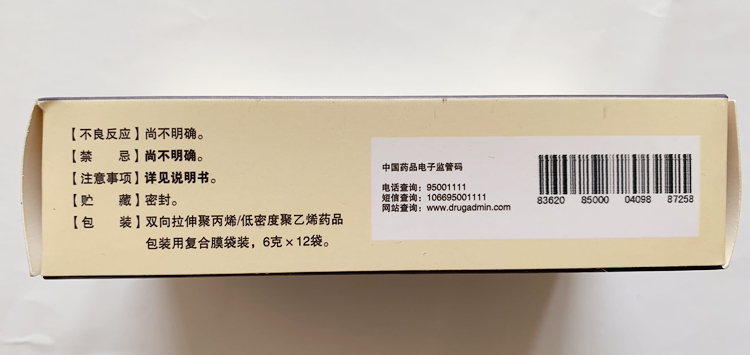 【不良反应】尚不明确。
【禁　　忌】尚不明确。
【注意事项】详见说明书。
【贮　　藏】密封。
【包　　装】双向拉伸聚丙烯/低密度聚乙烯药品
包装用复合膜袋装，6克×12袋。
中国药品电子监管码
电话查询：95001111
短信查询：106695001111
网站查询：www.drugadmin.com
83620 85000 04098 87258